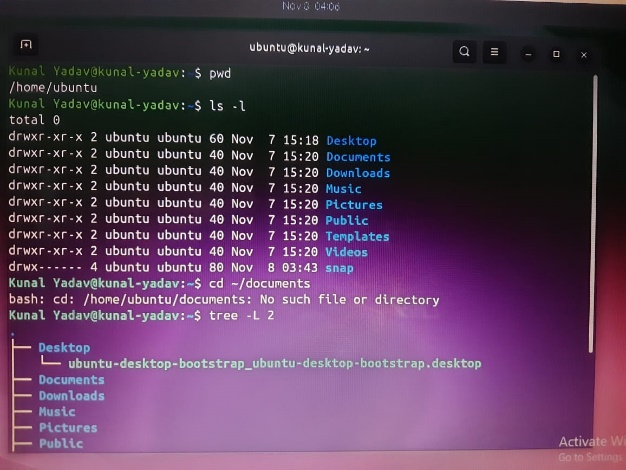 Nov 8 04:06
ubuntu@kunal-yadav: ~
Kunal Yadav@kunal-yadav:~$ pwd
/home/ubuntu
Kunal Yadav@kunal-yadav:~$ ls -l
total 0
drwxr-xr-x 2 ubuntu ubuntu 60 Nov  7 15:18 Desktop
drwxr-xr-x 2 ubuntu ubuntu 40 Nov  7 15:20 Documents
drwxr-xr-x 2 ubuntu ubuntu 40 Nov  7 15:20 Downloads
drwxr-xr-x 2 ubuntu ubuntu 40 Nov  7 15:20 Music
drwxr-xr-x 2 ubuntu ubuntu 40 Nov  7 15:20 Pictures
drwxr-xr-x 2 ubuntu ubuntu 40 Nov  7 15:20 Public
drwxr-xr-x 2 ubuntu ubuntu 40 Nov  7 15:20 Templates
drwxr-xr-x 2 ubuntu ubuntu 40 Nov  7 15:20 Videos
drwx------ 4 ubuntu ubuntu 80 Nov  8 03:43 snap
Kunal Yadav@kunal-yadav:~$ cd ~/documents
bash: cd: /home/ubuntu/documents: No such file or directory
Kunal Yadav@kunal-yadav:~$ tree -L 2
.
├── Desktop
│   └── ubuntu-desktop-bootstrap_ubuntu-desktop-bootstrap.desktop
├── Documents
├── Downloads
├── Music
├── Pictures
├── Public
Activate Wi
Go to Settings